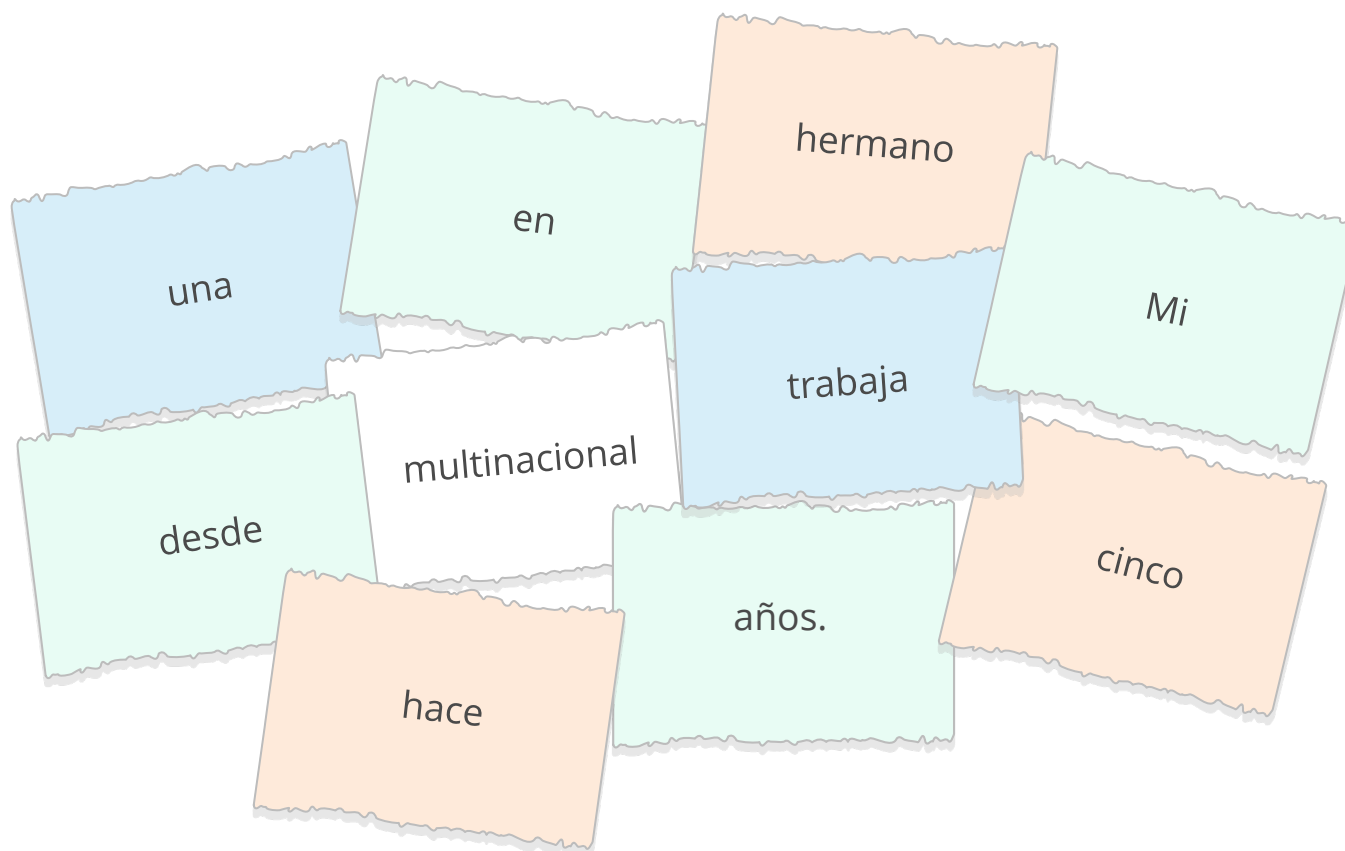 hermano
en
una
Mi
trabaja
multinacional
desde
cinco
años.
hace